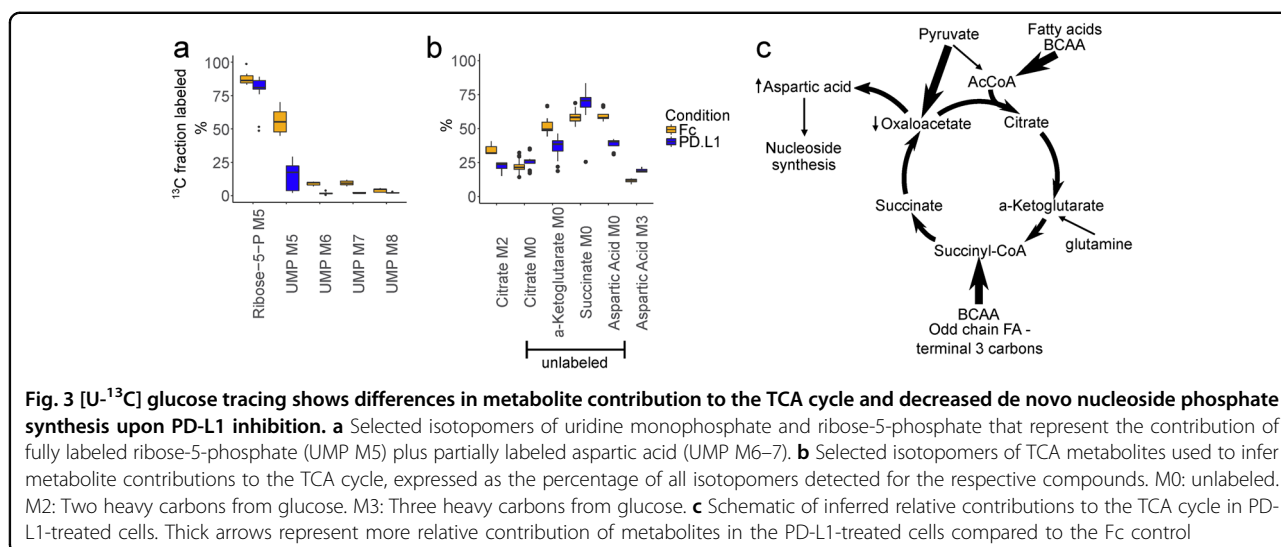 a
¹³C fraction labeled
%
100
75
50
25
0
Ribose–5–P M5
UMP M5
UMP M6
UMP M7
UMP M8
b
%
100
75
50
25
0
Citrate M2
Citrate M0
a-Ketoglutarate M0
Succinate M0
Aspartic Acid M0
Aspartic Acid M3
unlabeled
Condition
Fc
PD.L1
c
Pyruvate
Fatty acids
BCAA
AcCoA
↑Aspartic acid
↓Oxaloacetate
Citrate
Nucleoside
synthesis
Succinate
a-Ketoglutarate
glutamine
Succinyl-CoA
BCAA
Odd chain FA -
terminal 3 carbons
Fig. 3 [U-¹³C] glucose tracing shows differences in metabolite contribution to the TCA cycle and decreased de novo nucleoside phosphate
synthesis upon PD-L1 inhibition. a Selected isotopomers of uridine monophosphate and ribose-5-phosphate that represent the contribution of
fully labeled ribose-5-phosphate (UMP M5) plus partially labeled aspartic acid (UMP M6–7). b Selected isotopomers of TCA metabolites used to infer
metabolite contributions to the TCA cycle, expressed as the percentage of all isotopomers detected for the respective compounds. M0: unlabeled.
M2: Two heavy carbons from glucose. M3: Three heavy carbons from glucose. c Schematic of inferred relative contributions to the TCA cycle in PD-
L1-treated cells. Thick arrows represent more relative contribution of metabolites in the PD-L1-treated cells compared to the Fc control